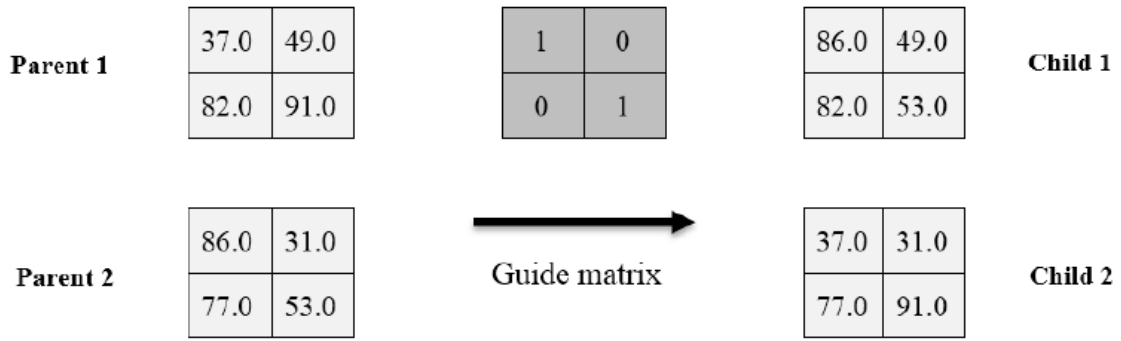 37.0 49.0 1 0 86.0 49.0
Parent 1 Child 1
82.0 91.0 0 1 82.0 53.0
86.0 31.0 37.0 31.0
Parent 2 Guide matrix Child 2
77.0 53.0 77.0 91.0